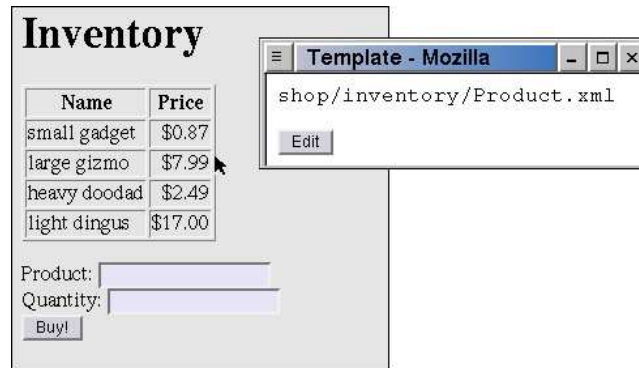 Inventory
Name Price
small gadget $0.87
large gizmo $7.99
heavy doodad $2.49
light dingus $17.00
Product:
Quantity:
Buy!
Template - Mozilla
shop/inventory/Product.xml
Edit